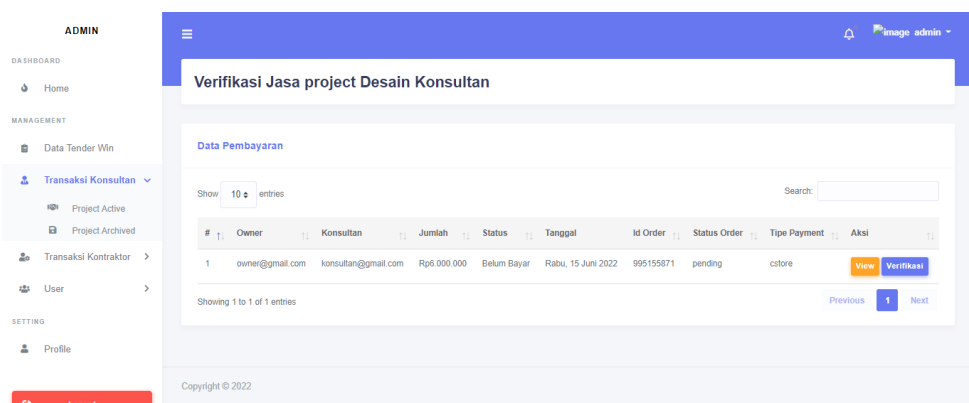 ADMIN
image admin
DASHBOARD
Home
MANAGEMENT
Data Tender Win
Transaksi Konsultan
Project Active
Project Archived
Transaksi Kontraktor
User
SETTING
Profile
Verifikasi Jasa project Desain Konsultan
Data Pembayaran
Show 10 entries
Search:
# Owner Konsultan Jumlah Status Tanggal Id Order Status Order Tipe Payment Aksi
1 owner@gmail.com konsultan@gmail.com Rp6.000.000 Belum Bayar Rabu, 15 Juni 2022 995155871 pending cstore View Verifikasi
Showing 1 to 1 of 1 entries
Previous 1 Next
Copyright © 2022